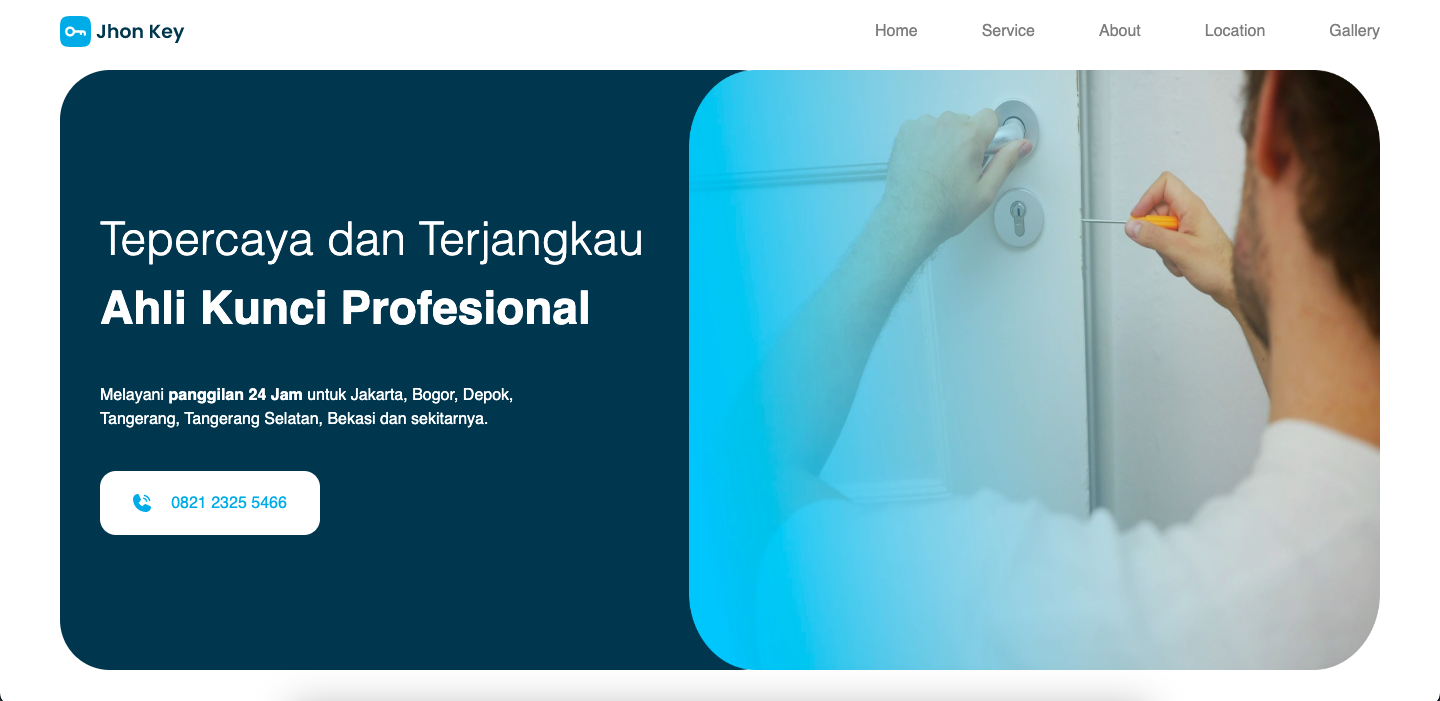 Jhon Key
Home
Service
About
Location
Gallery
Tepercaya dan Terjangkau
Ahli Kunci Profesional
Melayani panggilan 24 Jam untuk Jakarta, Bogor, Depok,
Tangerang, Tangerang Selatan, Bekasi dan sekitarnya.
0821 2325 5466